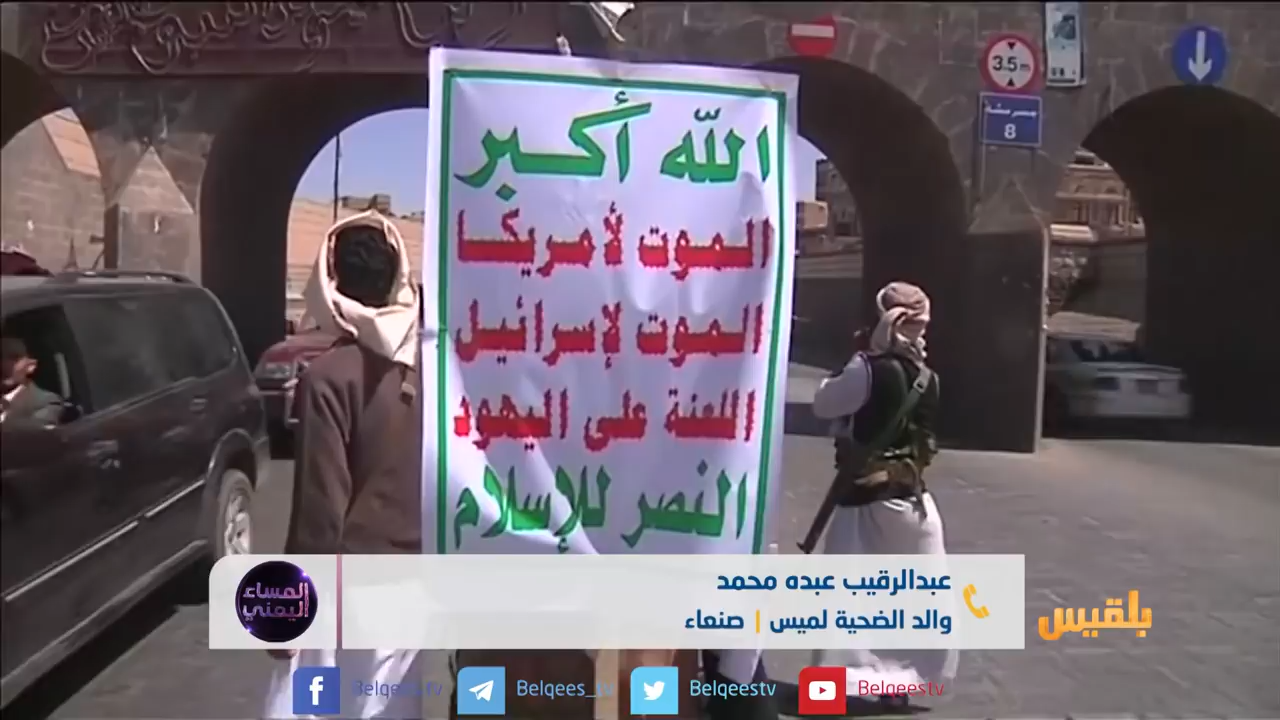 3.5 m
8
الله أكبر
الموت لأمريكا
الموت لإسرائيل
اللعنة على اليهود
النصر للإسلام
المساء
اليمني
عبدالرقيب عبده محمد
والد الضحية لميس | صنعاء
بلقيس
Belqees_tv
Belqees_tv
Belqeestv
Belqeestv